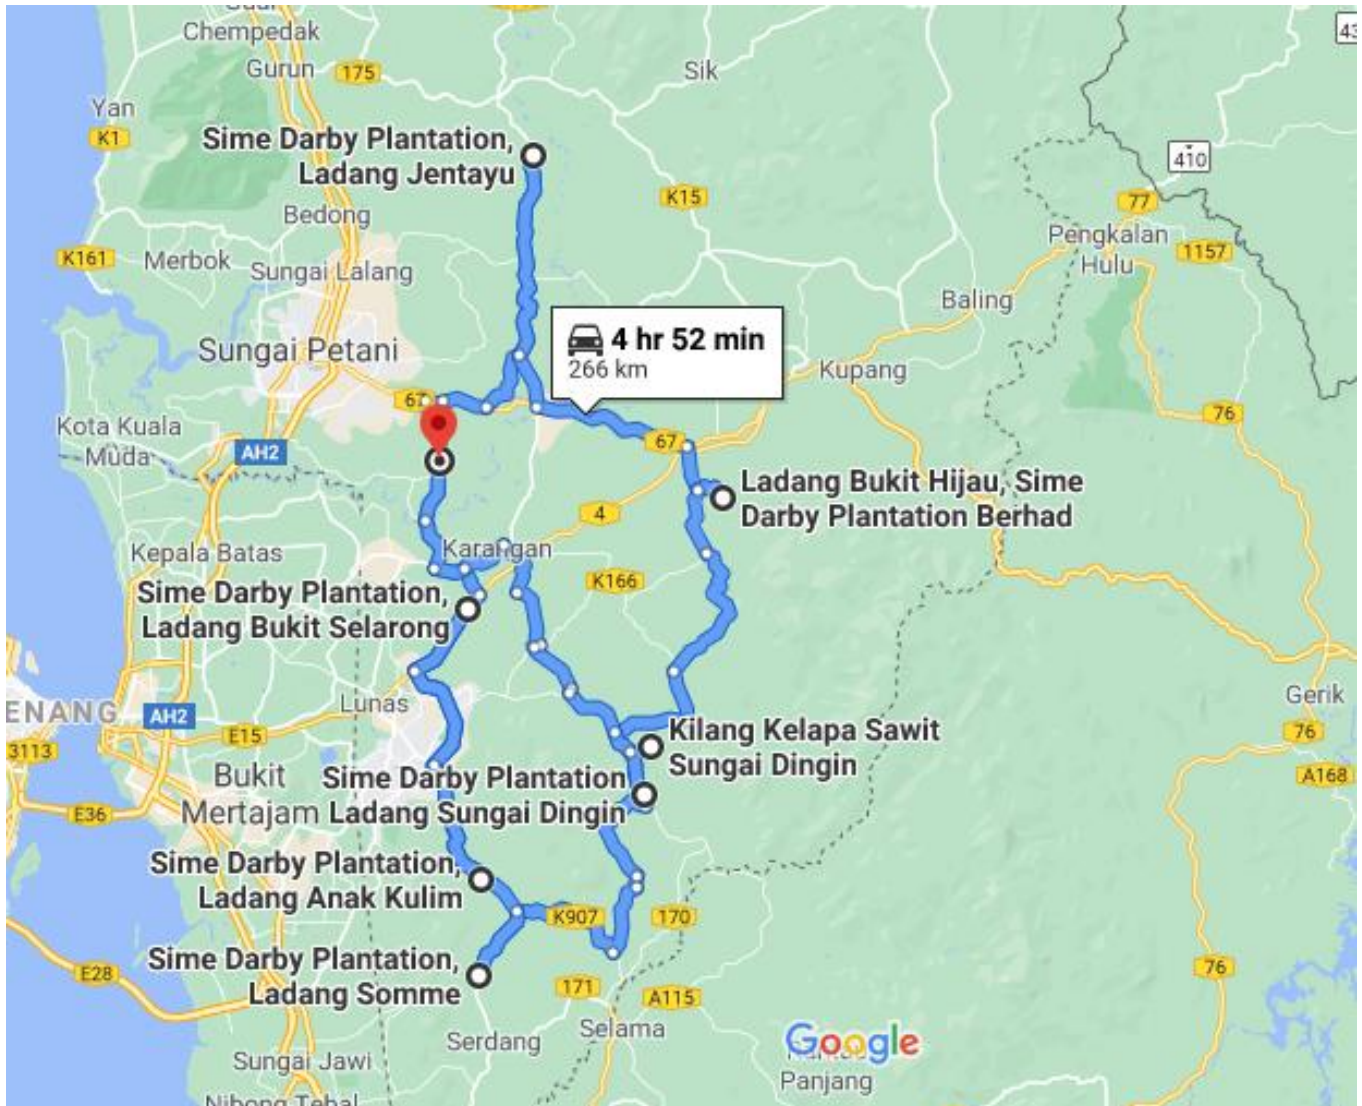 Chempedak
Gurun
175
Sik
43
Yan
K1
Sime Darby Plantation,
Ladang Jentayu
410
K15
77
Bedong
Pengkalan
Hulu
1157
K161
Merbok
Sungai Lalang
Baling
4 hr 52 min
266 km
Sungai Petani
Kupang
67
76
Kota Kuala
Muda
AH2
67
Ladang Bukit Hijau, Sime
Darby Plantation Berhad
4
Kepala Batas
Karangan
K166
Sime Darby Plantation,
Ladang Bukit Selarong
Lunas
Gerik
ENANG
AH2
E15
3113
Kilang Kelapa Sawit
Sungai Dingin
76
A168
Bukit
Mertajam
Sime Darby Plantation
Ladang Sungai Dingin
E36
Sime Darby Plantation,
Ladang Anak Kulim
K907
170
Sime Darby Plantation,
Ladang Somme
E28
76
171
A115
Serdang
Selama
Google
Panjang
Sungai Jawi
Nibong Tebal